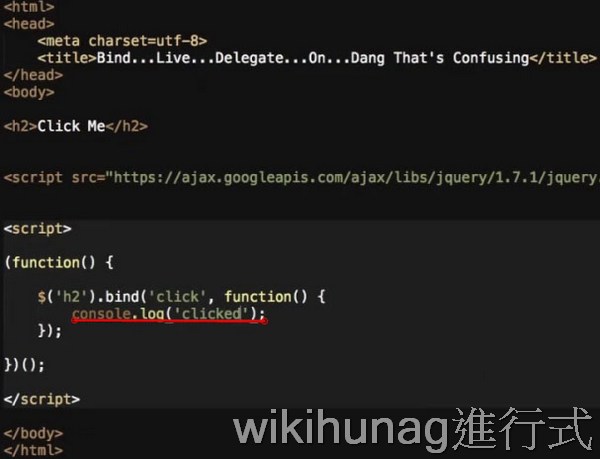 <html>
<head>
<meta charset=utf-8>
<title>Bind...Live...Delegate...On...Dang That's Confusing</title>
</head>
<body>
<h2>Click Me</h2>
<script src="https://ajax.googleapis.com/ajax/libs/jquery/1.7.1/jquery.
<script>
(function() {
$('h2').bind('click', function() {
console.log('clicked');
});
})();
</script>
</body>
</html>
wikihunag進行式